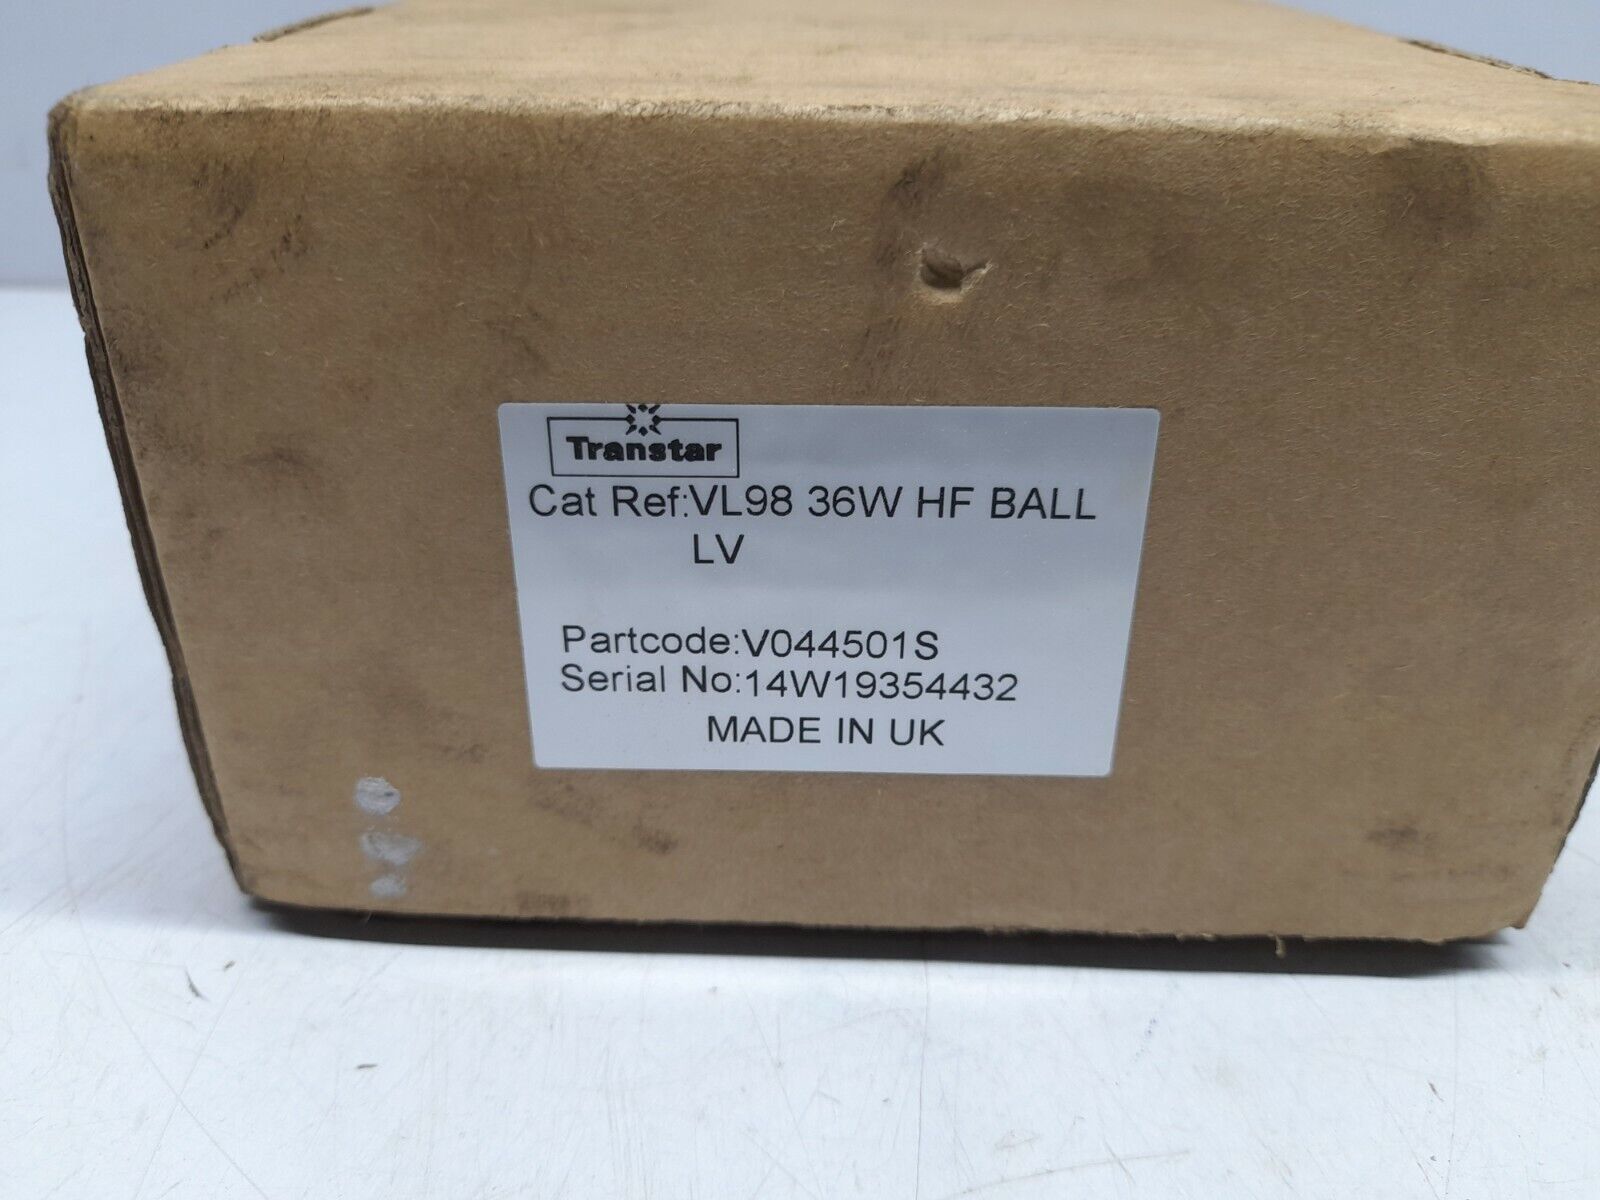 Transtar
Cat Ref:VL98 36W HF BALL
LV
Partcode:V044501S
Serial No:14W19354432
MADE IN UK